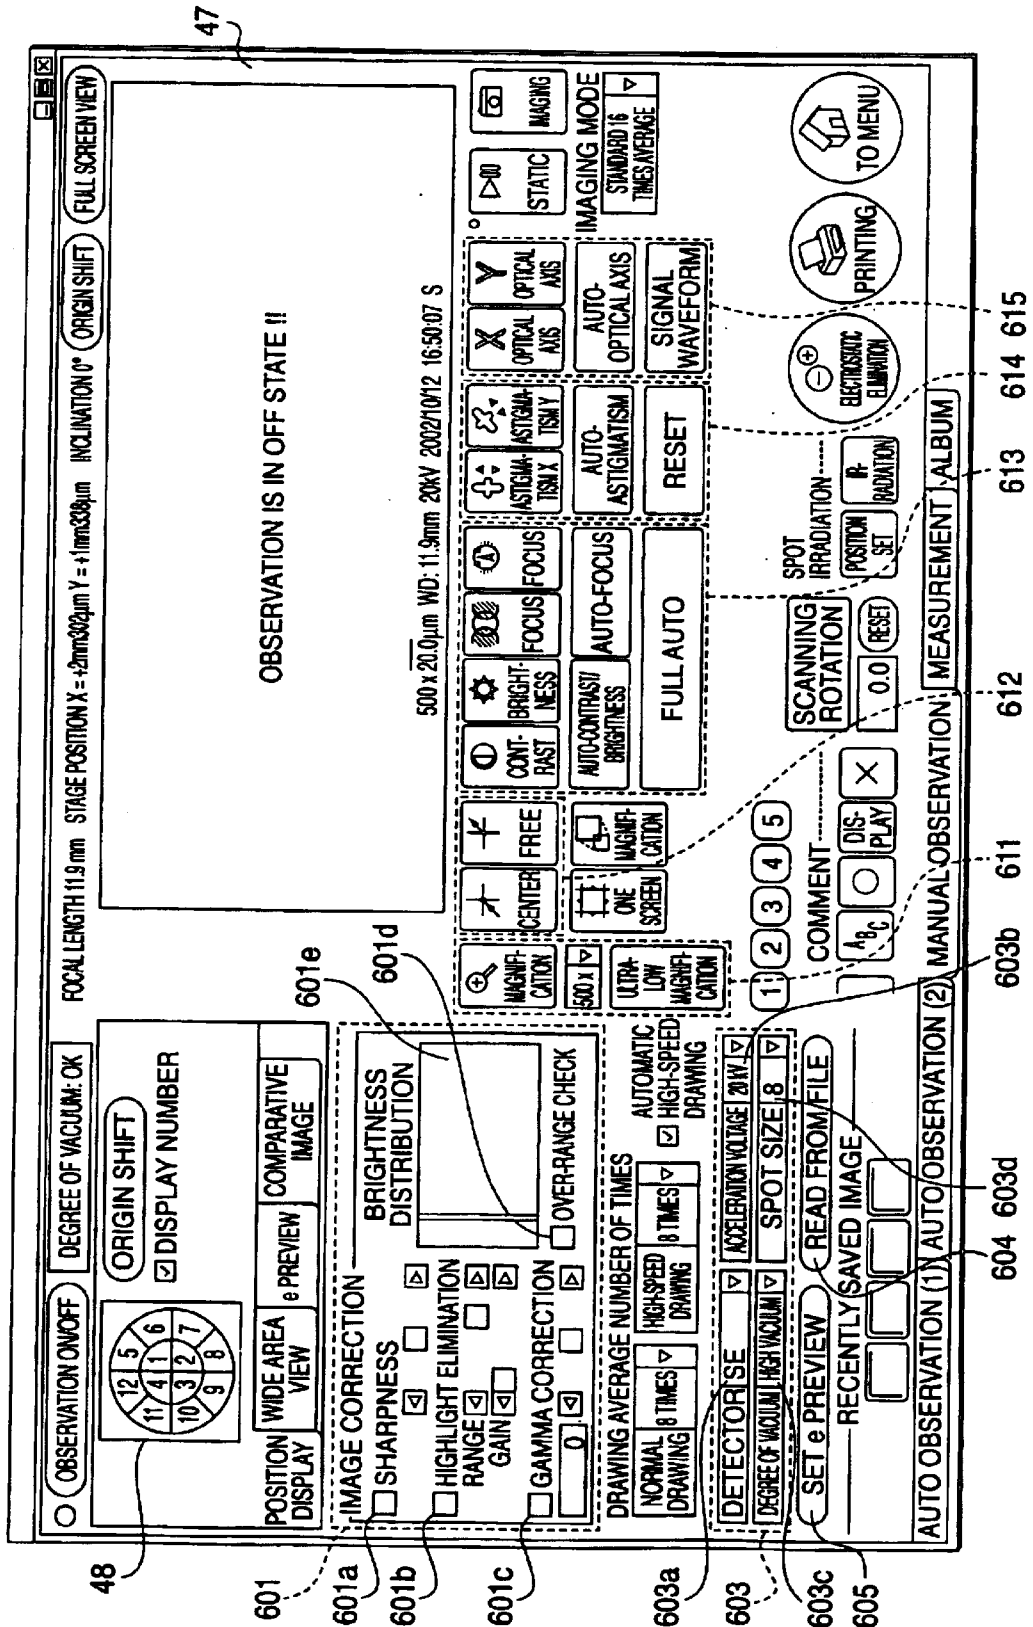 OBSERVATION ON/OFF
DEGREE OF VACUUM: OK
FOCAL LENGTH 11.9 mm STAGE POSITION X = +2mm302μm Y = +1mm338μm INCLINATION 0°
ORIGIN SHIFT
FULL SCREEN VIEW
47
48
12 5
11 4 1 6
10 3 2 7
9 8
ORIGIN SHIFT
DISPLAY NUMBER
POSITION DISPLAY
WIDE AREA VIEW
e PREVIEW
COMPARATIVE IMAGE
OBSERVATION IS IN OFF STATE !!
500 x 20.0μm WD: 11.9mm 20kV 2002/10/12 16:50:07 S
601
IMAGE CORRECTION
601a
SHARPNESS
601b
HIGHLIGHT ELIMINATION
RANGE
GAIN
601c
GAMMA CORRECTION
0
BRIGHTNESS DISTRIBUTION
601e
601d
OVER-RANGE CHECK
MAGNIFI-
CATION
500 x
ULTRA-
LOW
MAGNIFI-
CATION
CENTER
FREE
ONE
SCREEN
MAGNIFI-
CATION
CONT-
RAST
BRIGHT-
NESS
FOCUS
A
FOCUS
AUTO-CONTRAST/
BRIGHTNESS
AUTO-FOCUS
FULL AUTO
ASTIGMA-
TISM X
ASTIGMA-
TISM Y
AUTO-
ASTIGMATISM
RESET
X
OPTICAL
AXIS
Y
OPTICAL
AXIS
AUTO-
OPTICAL AXIS
SIGNAL
WAVEFORM
STATIC
IMAGING
IMAGING MODE
STANDARD 16
TIMES AVERAGE
DRAWING AVERAGE NUMBER OF TIMES
NORMAL
DRAWING
8 TIMES
HIGH-SPEED
DRAWING
8 TIMES
AUTOMATIC
HIGH-SPEED
DRAWING
603a
603
603c
DETECTOR SE
ACCELERATION VOLTAGE 20 kV
DEGREE OF VACUUM HIGH VACUUM
SPOT SIZE 8
603b
603d
605
SET e PREVIEW
604
READ FROM/FILE
RECENTLY SAVED IMAGE
1 2 3 4 5
COMMENT
ABC
DIS-
PLAY
SCANNING
ROTATION
0.0
RESET
SPOT
IRRADIATION
POSITION
SET
IR-
RADIATION
ELECTROSTATIC
ELIMINATION
PRINTING
TO MENU
AUTO OBSERVATION (1)
AUTO OBSERVATION (2)
MANUAL OBSERVATION
MEASUREMENT
ALBUM
611
612
613
614
615